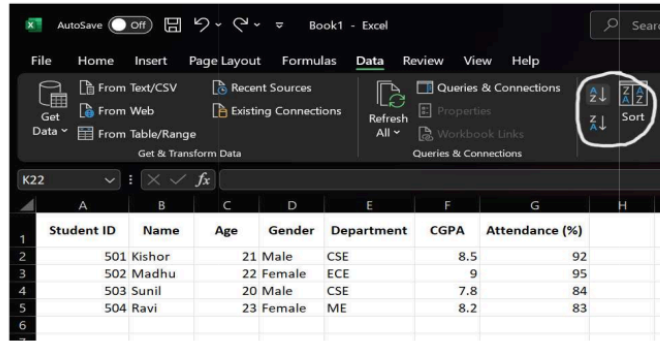 AutoSave Off Book1 - Excel Sear
File Home Insert Page Layout Formulas Data Review View Help
Get Data
From Text/CSV
From Web
From Table/Range
Recent Sources
Existing Connections
Get & Transform Data
Refresh All
Queries & Connections
Properties
Workbook Links
Queries & Connections
A Z
Z A
Z A A Z
Sort
K22 fx
A B C D E F G H
1 Student ID Name Age Gender Department CGPA Attendance (%)
2 501 Kishor 21 Male CSE 8.5 92
3 502 Madhu 22 Female ECE 9 95
4 503 Sunil 20 Male CSE 7.8 84
5 504 Ravi 23 Female ME 8.2 83
6